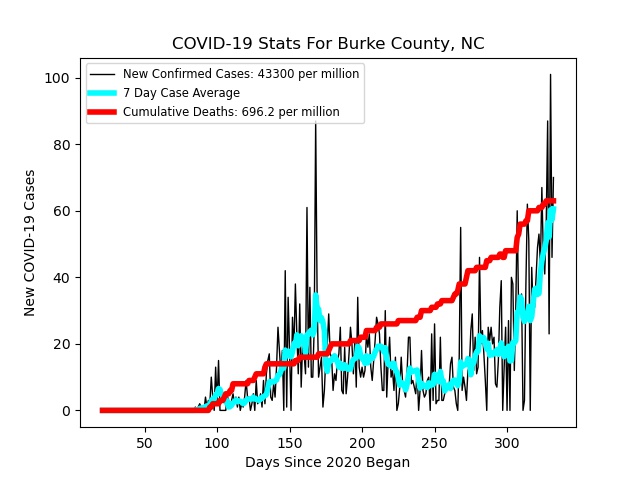 COVID-19 Stats For Burke County, NC
New Confirmed Cases: 43300 per million
7 Day Case Average
Cumulative Deaths: 696.2 per million
New COVID-19 Cases
100
80
60
40
20
0
50 100 150 200 250 300
Days Since 2020 Began